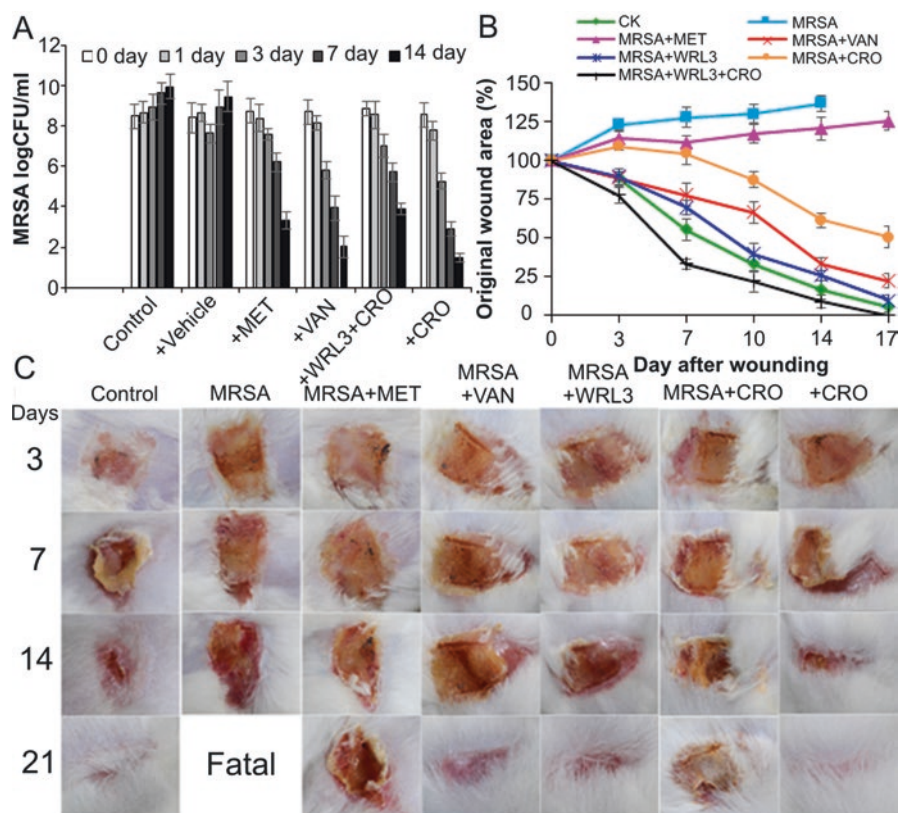 A
0 day 1 day 3 day 7 day 14 day
MRSA logCFU/ml
12
10
8
6
4
2
0
Control
+Vehicle
+MET
+VAN
+WRL3+CRO
+CRO
B
CK
MRSA
MRSA+MET
MRSA+VAN
MRSA+WRL3
MRSA+CRO
MRSA+WRL3+CRO
Original wound area (%)
150
125
100
75
50
25
0
0 3 7 10 14 17
Day after wounding
C
Days
Control
MRSA
MRSA+MET
MRSA
+VAN
MRSA
+WRL3
MRSA+CRO
+CRO
3
7
14
21
Fatal